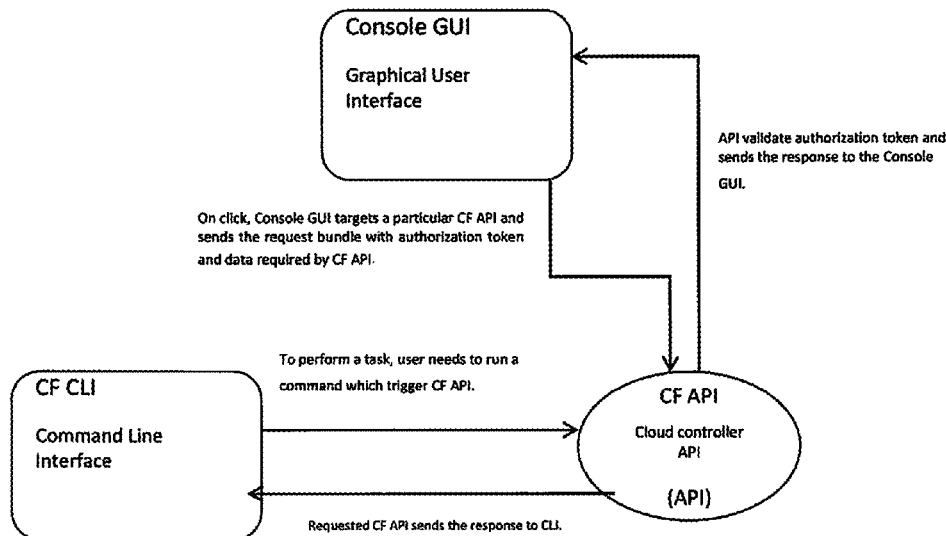 Console GUI
Graphical User
Interface
API validate authorization token and
sends the response to the Console
GUI.
On click, Console GUI targets a particular CF API and
sends the request bundle with authorization token
and data required by CF API.
To perform a task, user needs to run a
command which trigger CF API.
CF CLI
Command Line
Interface
CF API
Cloud controller
API
(API)
Requested CF API sends the response to CLI.